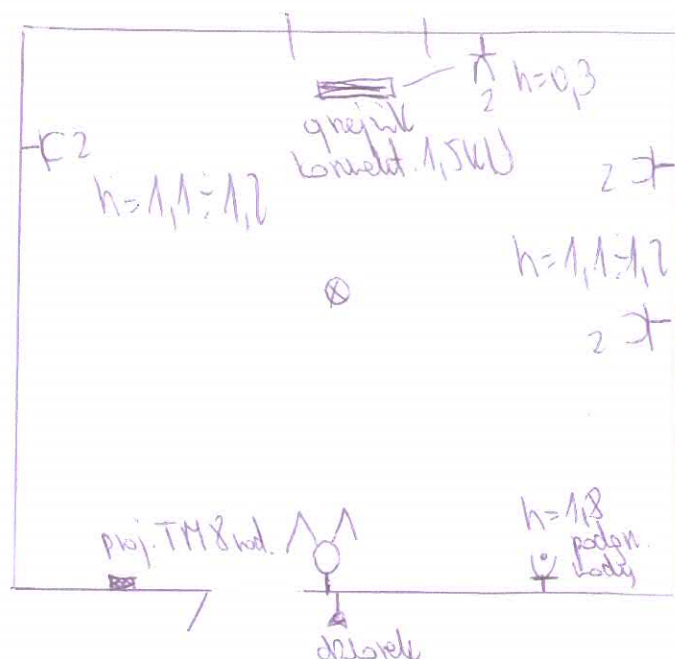 2 h=0,3
grzejnik
konwekt. 1,5kW
2
h=1,1÷1,2
2
h=1,1÷1,2
2
h=1,8
podgrz.
wody
proj. TM 8 mod.
dzwonek